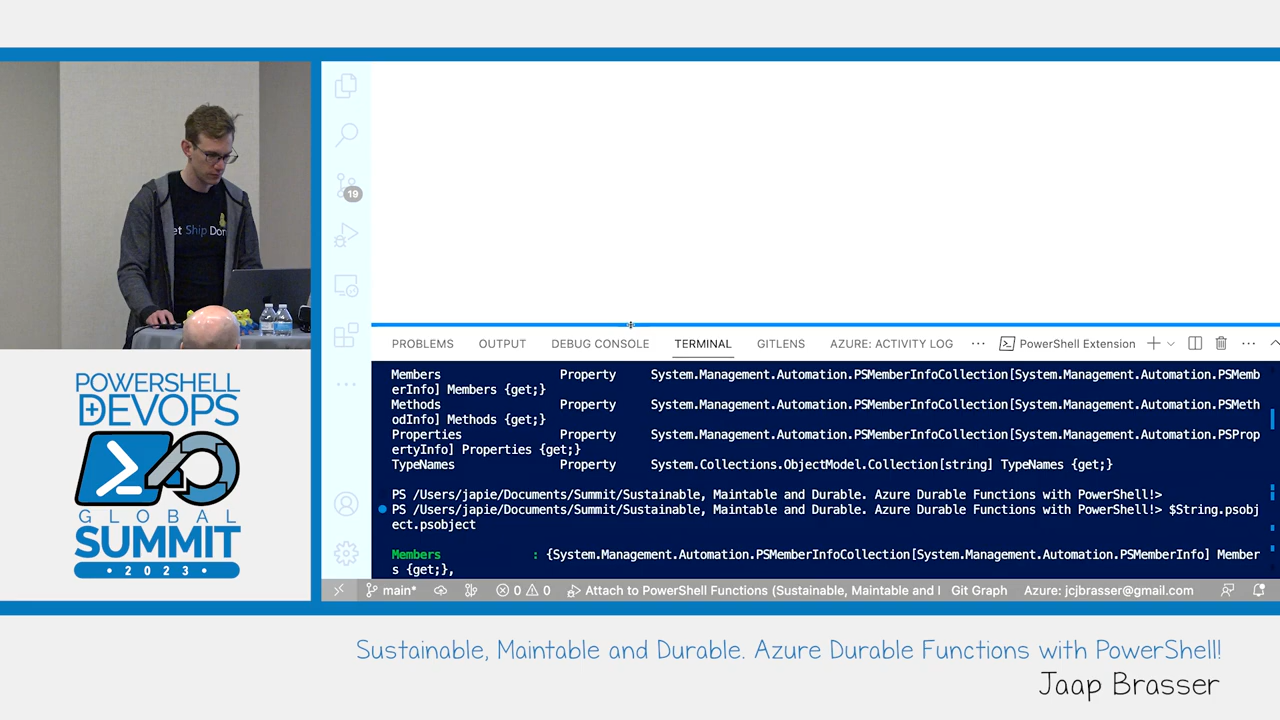 et Ship Don
POWERSHELL
+DEVOPS
GLOBAL
SUMMIT
• 2023 •
19
PROBLEMS OUTPUT DEBUG CONSOLE TERMINAL GITLENS AZURE: ACTIVITY LOG ··· PowerShell Extension
Members Property System.Management.Automation.PSMemberInfoCollection[System.Management.Automation.PSMemb
erInfo] Members {get;}
Methods Property System.Management.Automation.PSMemberInfoCollection[System.Management.Automation.PSMeth
odInfo] Methods {get;}
Properties Property System.Management.Automation.PSMemberInfoCollection[System.Management.Automation.PSProp
ertyInfo] Properties {get;}
TypeNames Property System.Collections.ObjectModel.Collection[string] TypeNames {get;}
PS /Users/japie/Documents/Summit/Sustainable, Maintable and Durable. Azure Durable Functions with PowerShell!>
PS /Users/japie/Documents/Summit/Sustainable, Maintable and Durable. Azure Durable Functions with PowerShell!> $String.psobj
ect.psobject
Members : {System.Management.Automation.PSMemberInfoCollection[System.Management.Automation.PSMemberInfo] Member
s {get;},
main* 0 0 Attach to PowerShell Functions (Sustainable, Maintable and I Git Graph Azure: jcjbrasser@gmail.com
Sustainable, Maintable and Durable. Azure Durable Functions with PowerShell!
Jaap Brasser